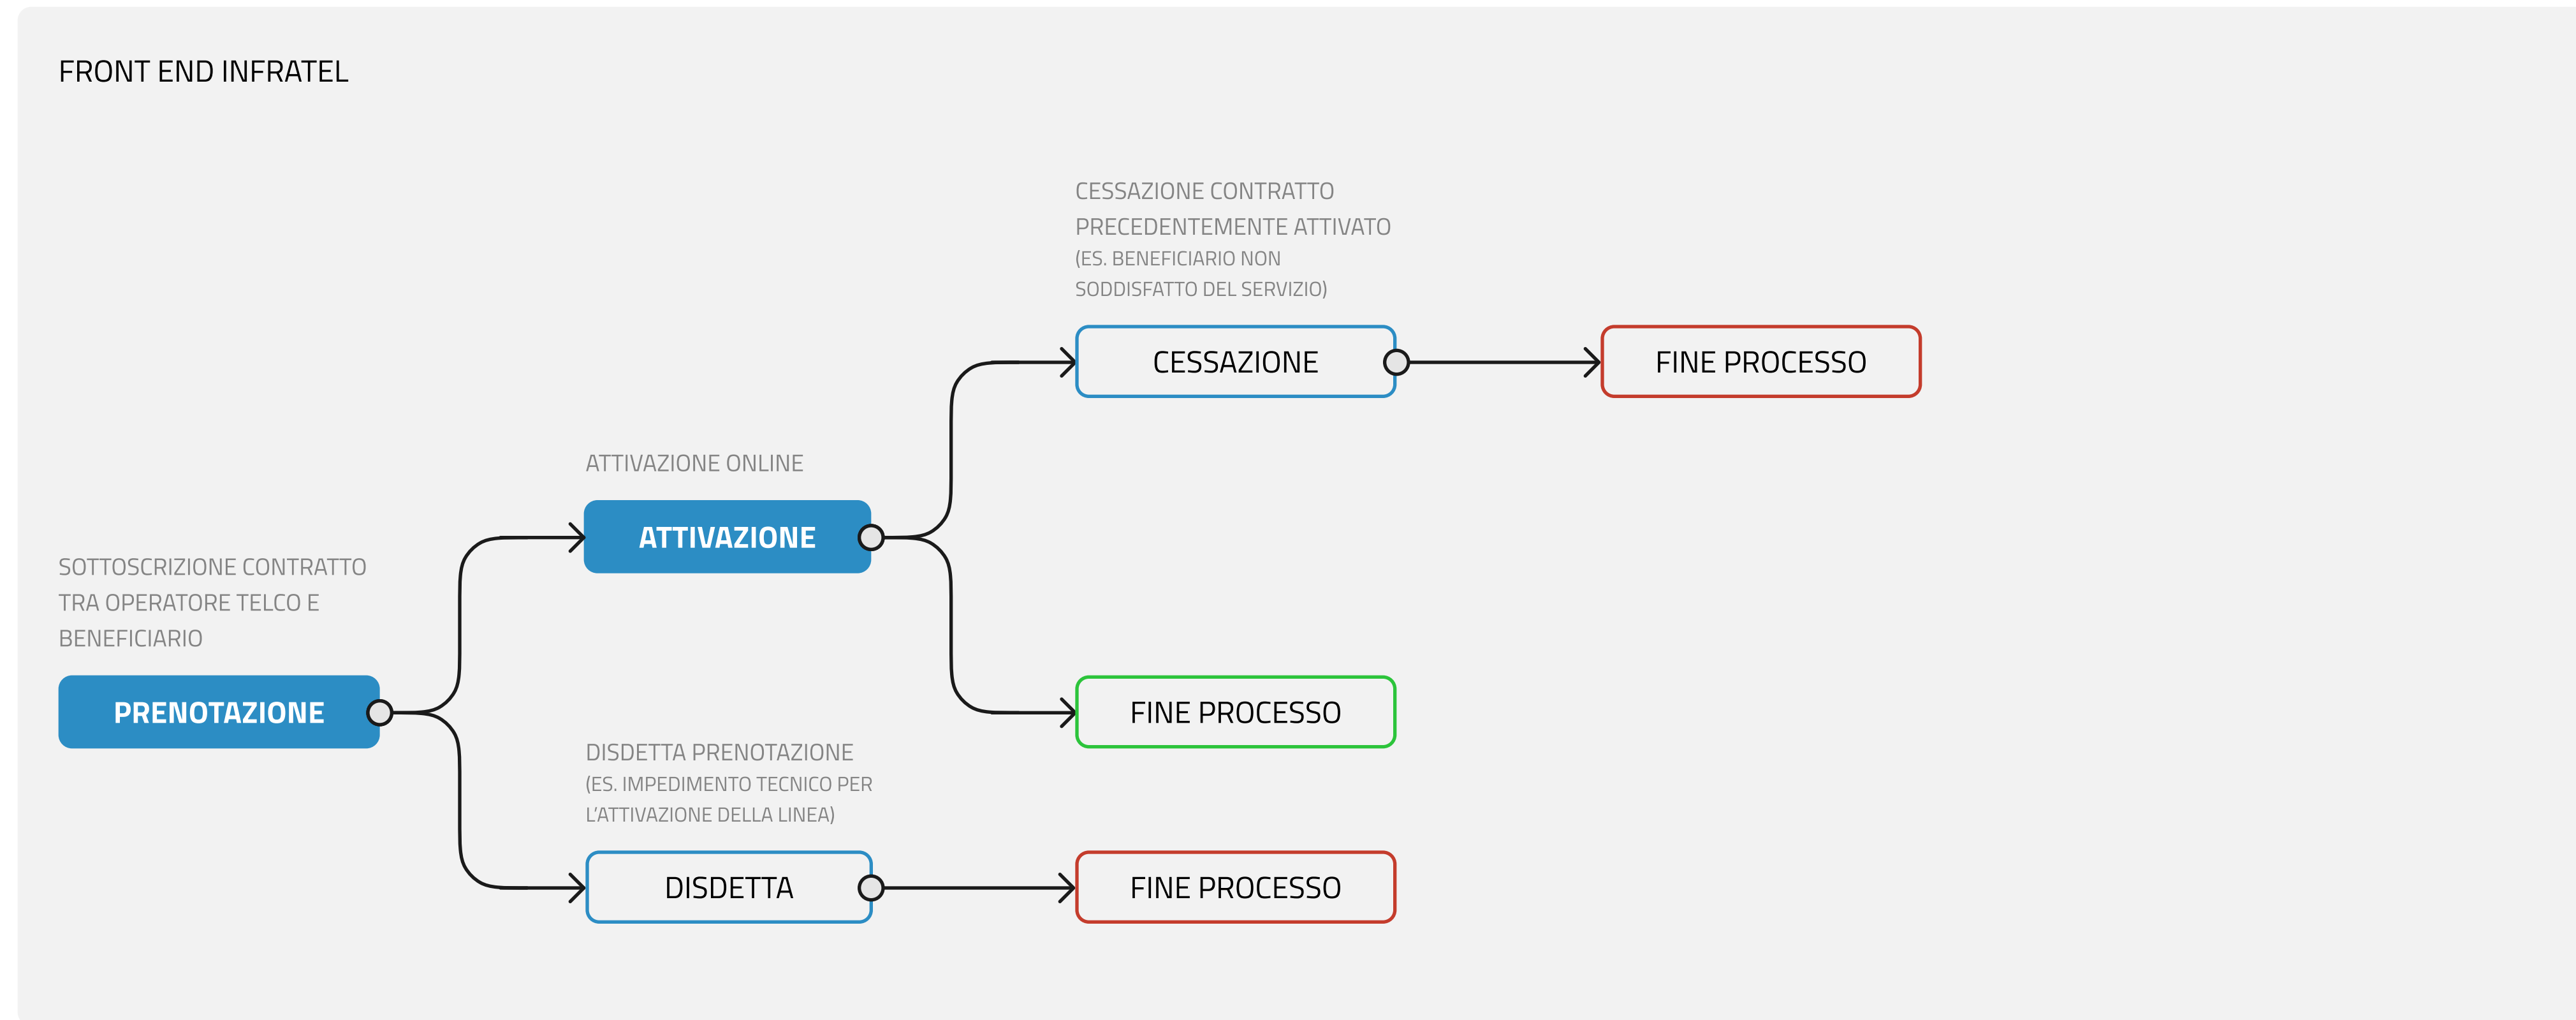 FRONT END INFRATEL
CESSAZIONE CONTRATTO
PRECEDENTEMENTE ATTIVATO
(ES. BENEFICIARIO NON
SODDISFATTO DEL SERVIZIO)
CESSAZIONE
FINE PROCESSO
ATTIVAZIONE ONLINE
ATTIVAZIONE
SOTTOSCRIZIONE CONTRATTO
TRA OPERATORE TELCO E
BENEFICIARIO
PRENOTAZIONE
FINE PROCESSO
DISDETTA PRENOTAZIONE
(ES. IMPEDIMENTO TECNICO PER
L’ATTIVAZIONE DELLA LINEA)
DISDETTA
FINE PROCESSO